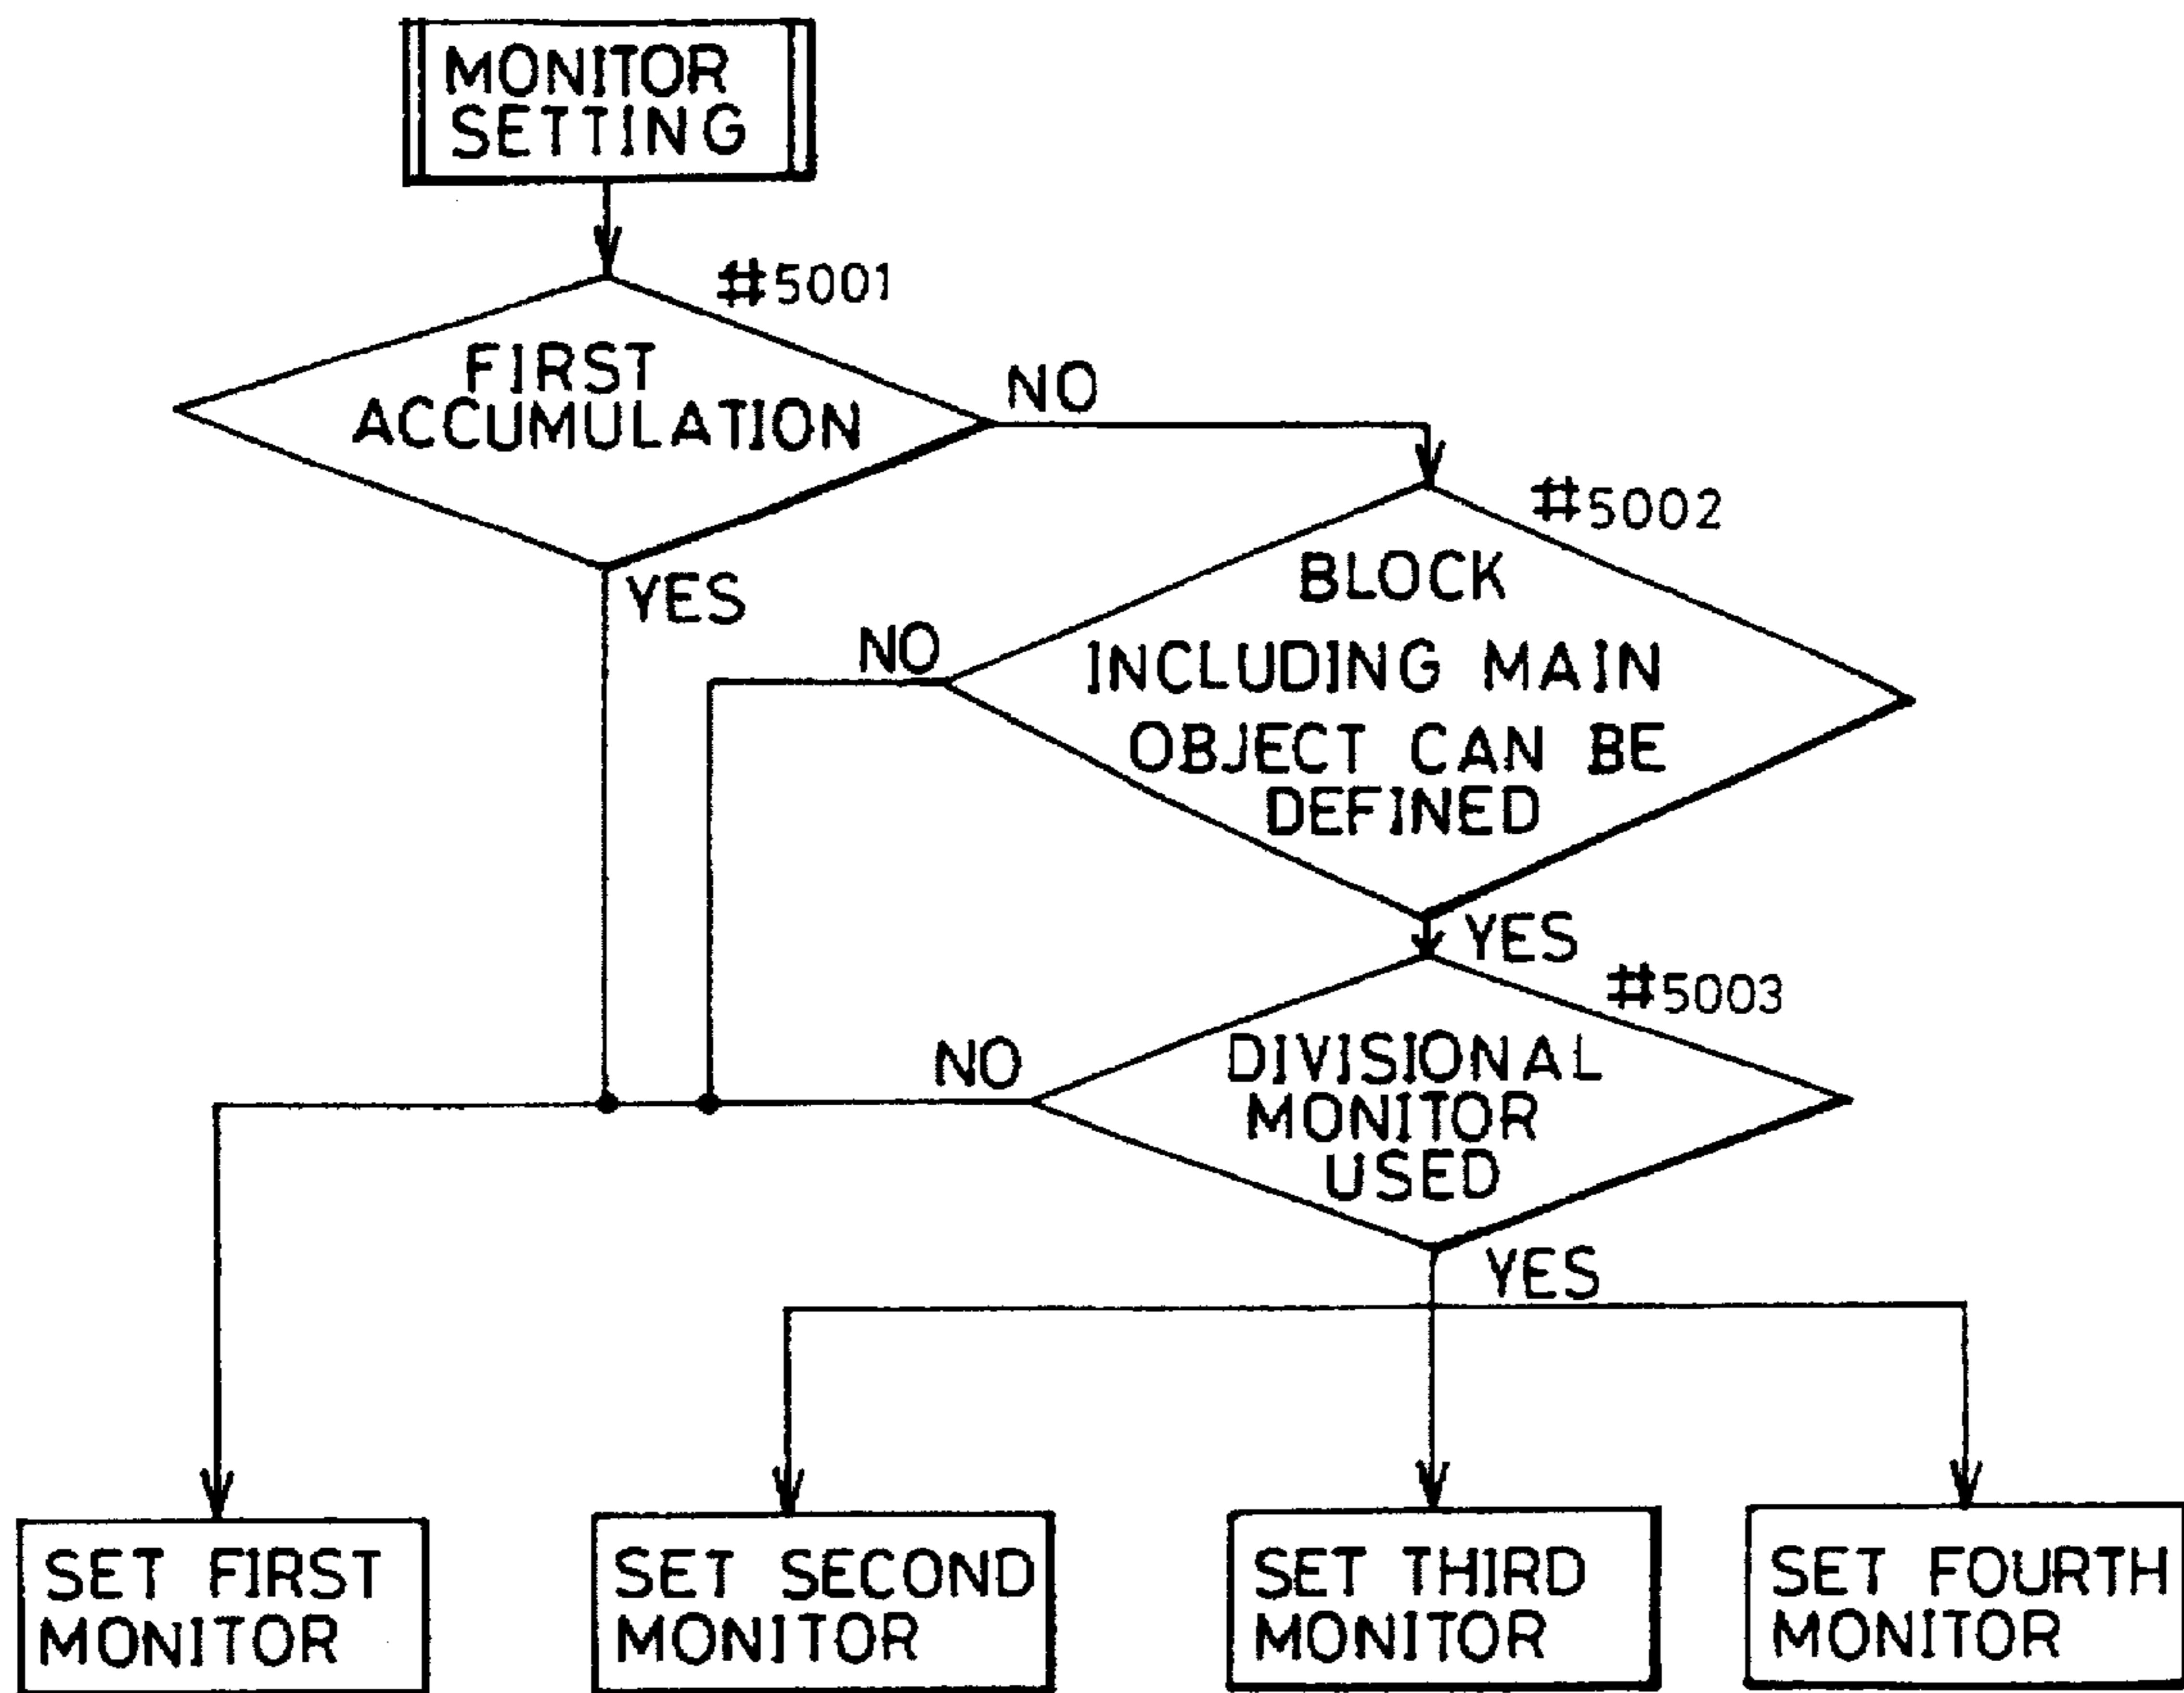 MONITOR
SETTING
#5001
FIRST
ACCUMULATION
NO
YES
#5002
BLOCK
INCLUDING MAIN
OBJECT CAN BE
DEFINED
NO
YES
#5003
DIVISIONAL
MONITOR
USED
NO
YES
SET FIRST
MONITOR
SET SECOND
MONITOR
SET THIRD
MONITOR
SET FOURTH
MONITOR